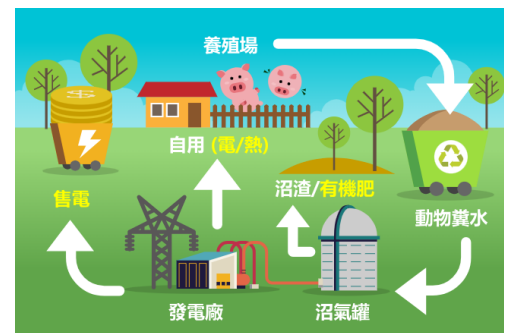 養殖場
自用 (電/熱)
沼渣/有機肥
售電
動物糞水
發電廠
沼氣罐